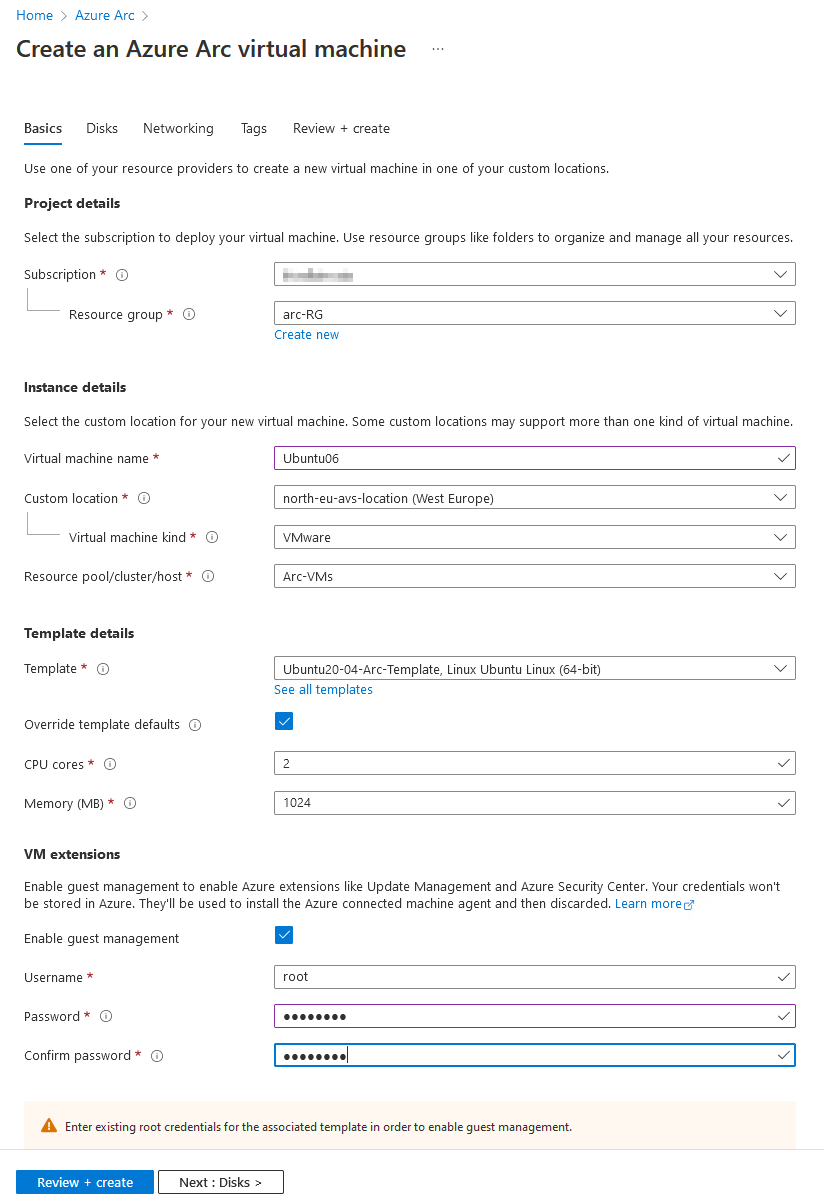 Home > Azure Arc >
Create an Azure Arc virtual machine ...
Basics Disks Networking Tags Review + create
Use one of your resource providers to create a new virtual machine in one of your custom locations.
Project details
Select the subscription to deploy your virtual machine. Use resource groups like folders to organize and manage all your resources.
Subscription *
Resource group * arc-RG
Create new
Instance details
Select the custom location for your new virtual machine. Some custom locations may support more than one kind of virtual machine.
Virtual machine name * Ubuntu06
Custom location * north-eu-avs-location (West Europe)
Virtual machine kind * VMware
Resource pool/cluster/host * Arc-VMs
Template details
Template * Ubuntu20-04-Arc-Template, Linux Ubuntu Linux (64-bit)
See all templates
Override template defaults
CPU cores * 2
Memory (MB) * 1024
VM extensions
Enable guest management to enable Azure extensions like Update Management and Azure Security Center. Your credentials won't
be stored in Azure. They'll be used to install the Azure connected machine agent and then discarded. Learn more
Enable guest management
Username * root
Password * ●●●●●●●●
Confirm password * ●●●●●●●●
Enter existing root credentials for the associated template in order to enable guest management.
Review + create Next : Disks >